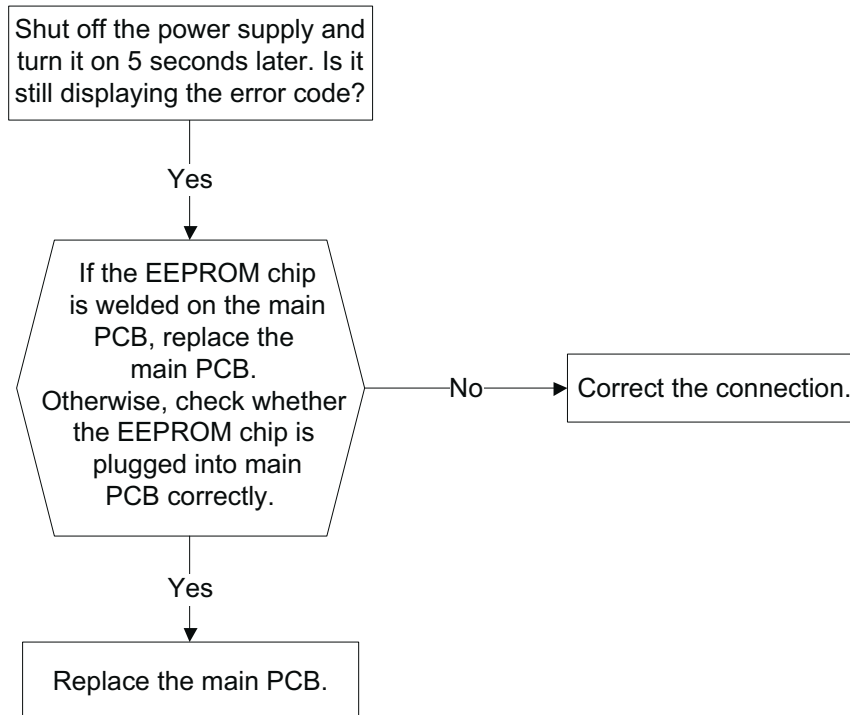 Shut off the power supply and
turn it on 5 seconds later. Is it
still displaying the error code?
Yes
If the EEPROM chip
is welded on the main
PCB, replace the
main PCB.
Otherwise, check whether
the EEPROM chip is
plugged into main
PCB correctly.
No
Correct the connection.
Yes
Replace the main PCB.